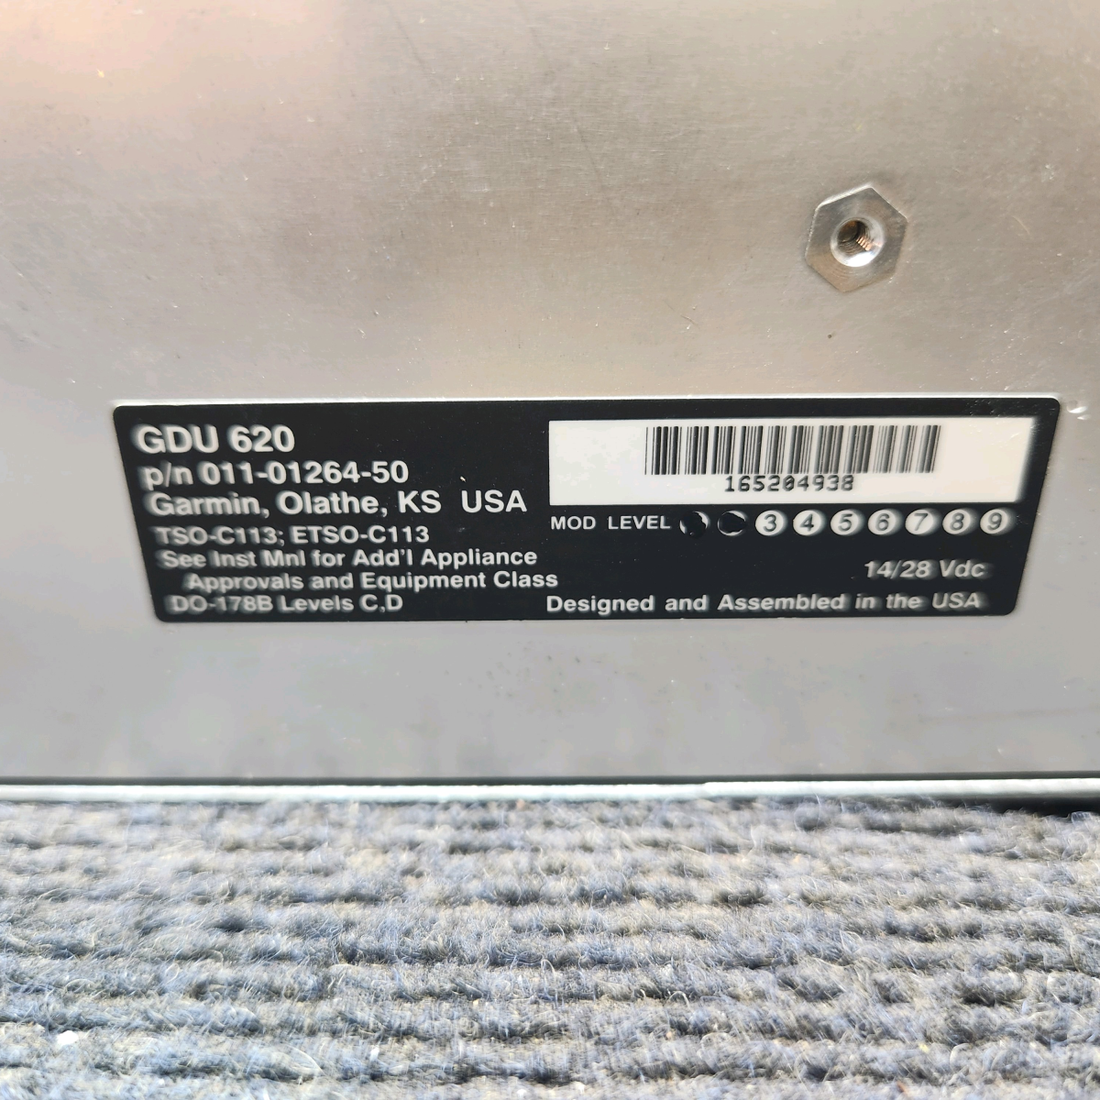 GDU 620
p/n 011-01264-50
Garmin, Olathe, KS USA
TSO-C113; ETSO-C113
See Inst Mnl for Add'l Appliance
Approvals and Equipment Class
DO-178B Levels C,D
165204938
MOD LEVEL 3 4 5 6 7 8 9
14/28 Vdc
Designed and Assembled in the USA